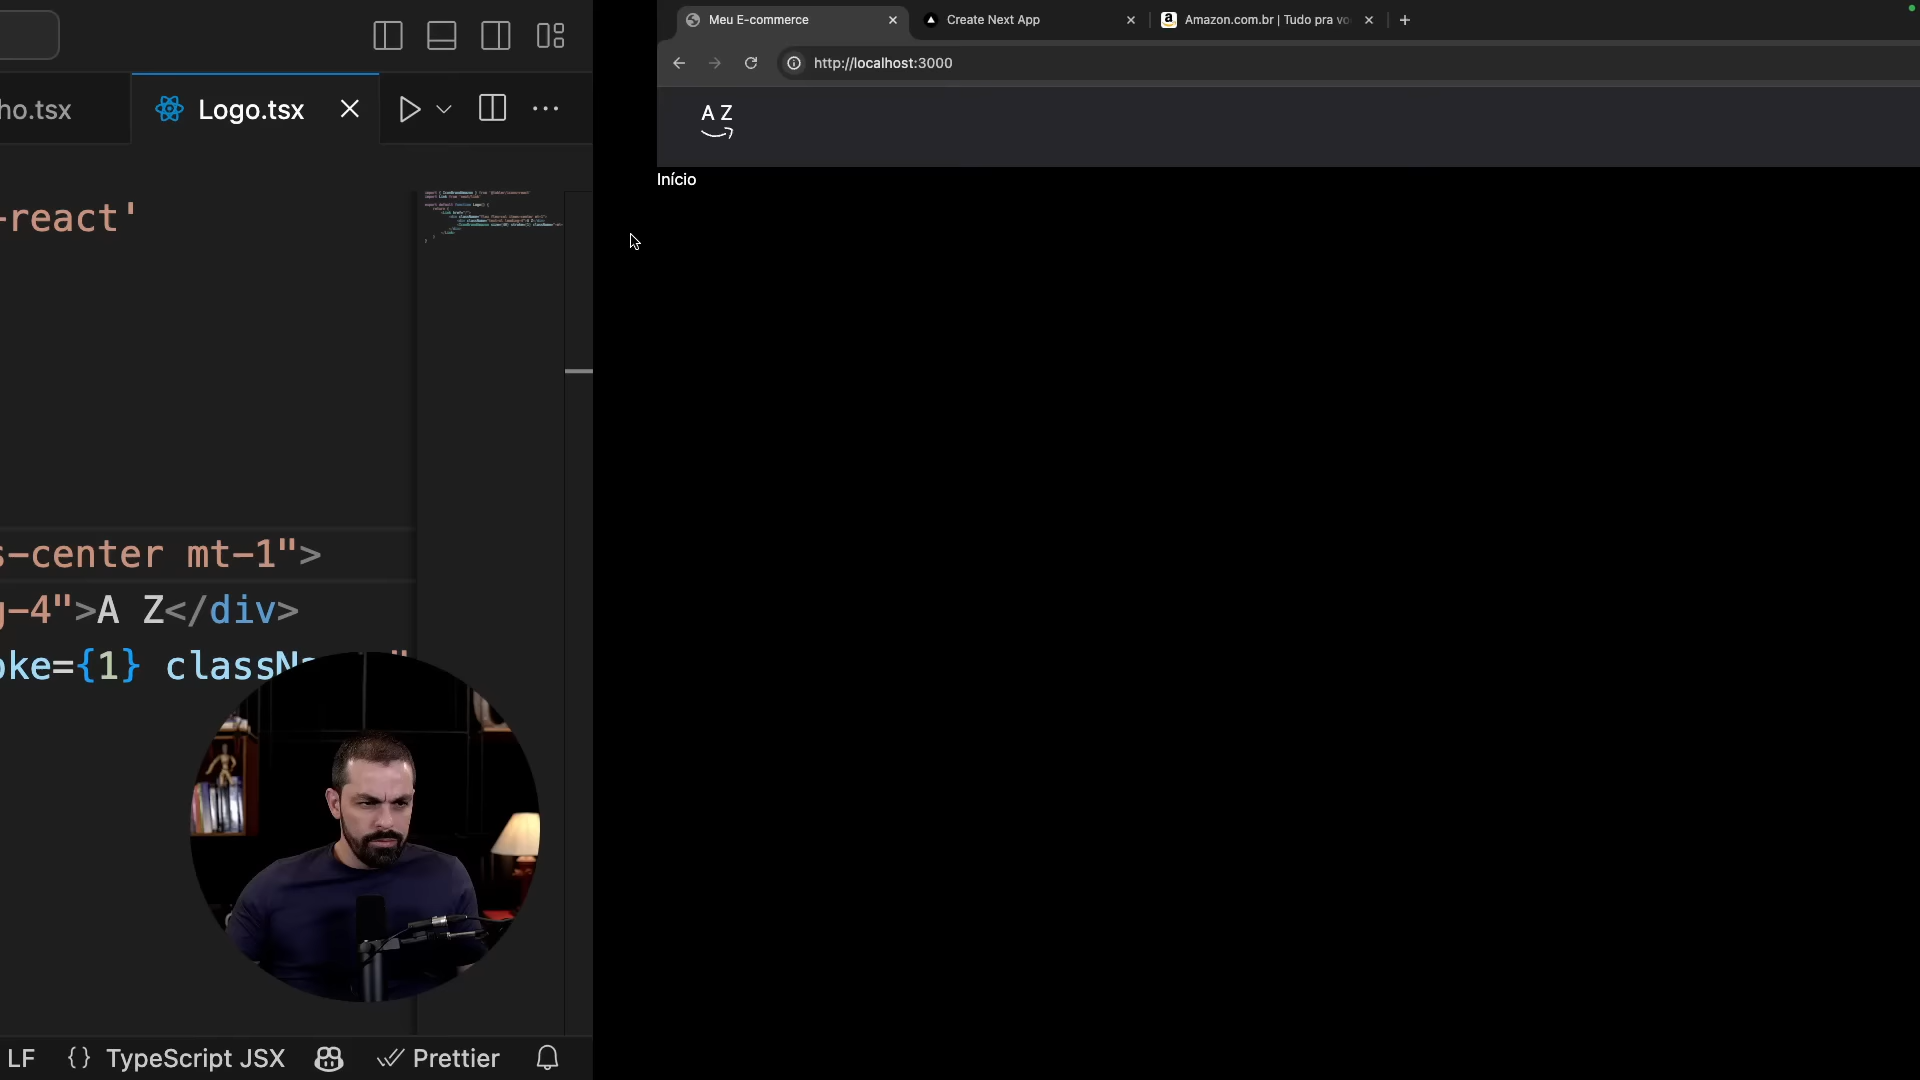 ho.tsx
Logo.tsx
-react'
s-center mt-1">
g-4">A Z</div>
oke={1} classNa "
LF {} TypeScript JSX Prettier
Meu E-commerce
Create Next App
Amazon.com.br | Tudo pra vo
http://localhost:3000
A Z
Início